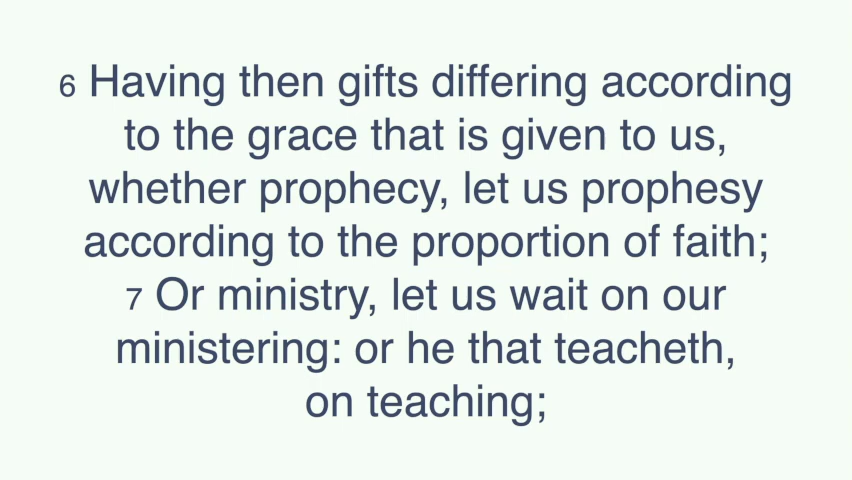 6 Having then gifts differing according
to the grace that is given to us,
whether prophecy, let us prophesy
according to the proportion of faith;
7 Or ministry, let us wait on our
ministering: or he that teacheth,
on teaching;